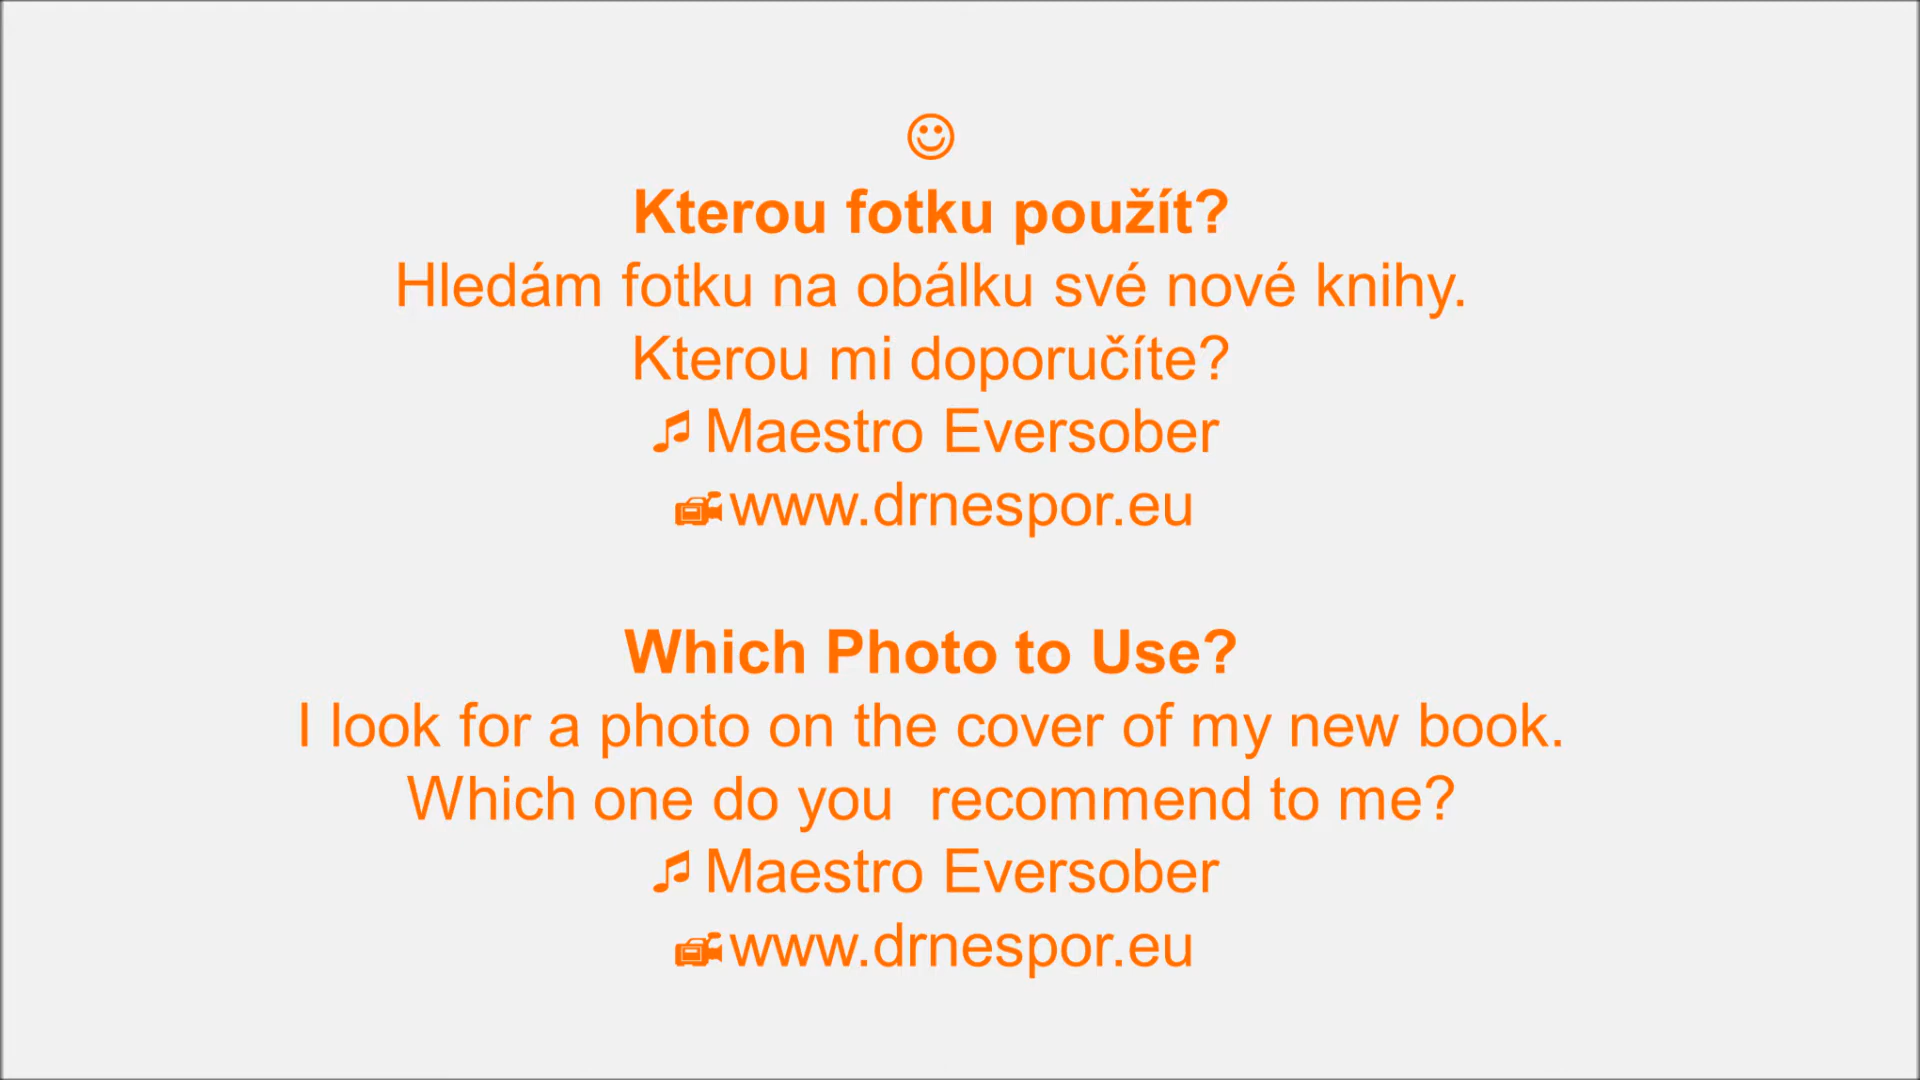 ☺
Kterou fotku použít?
Hledám fotku na obálku své nové knihy.
Kterou mi doporučíte?
♫ Maestro Eversober
www.drnespor.eu
Which Photo to Use?
I look for a photo on the cover of my new book.
Which one do you  recommend to me?
♫ Maestro Eversober
www.drnespor.eu